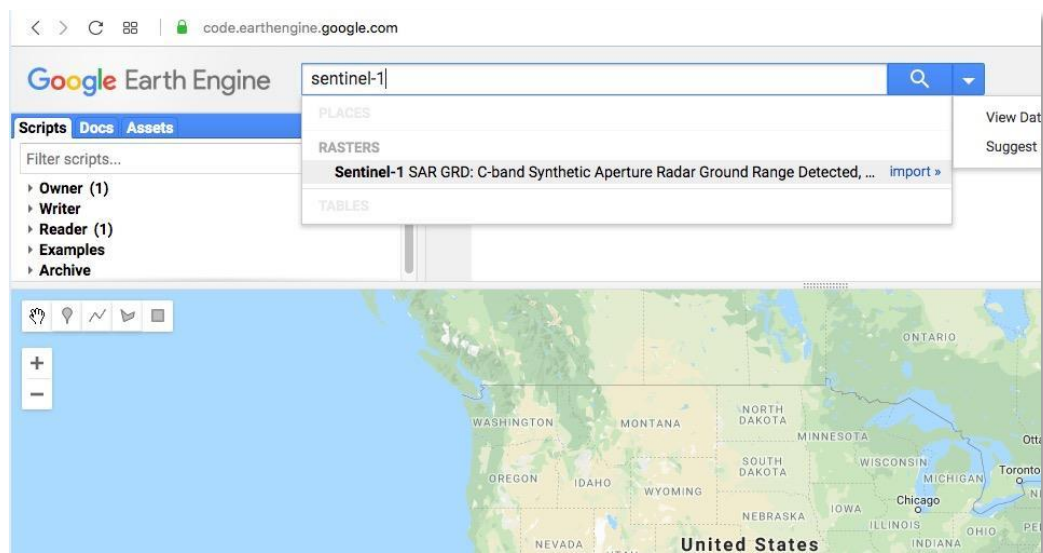 code.earthengine.google.com
Google Earth Engine
sentinel-1
PLACES
RASTERS
Sentinel-1 SAR GRD: C-band Synthetic Aperture Radar Ground Range Detected, ... import »
TABLES
View Dat
Suggest
Scripts Docs Assets
Filter scripts...
Owner (1)
Writer
Reader (1)
Examples
Archive
ONTARIO
WASHINGTON
MONTANA
NORTH
DAKOTA
MINNESOTA
Otta
SOUTH
DAKOTA
WISCONSIN
MICHIGAN
Toronto
OREGON
IDAHO
WYOMING
Chicago
NEBRASKA
IOWA
ILLINOIS
INDIANA
OHIO
PE
NEVADA
United States